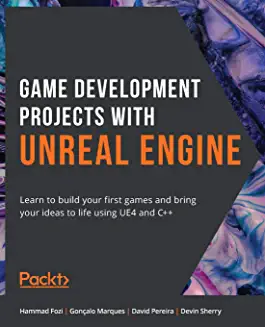 GAME DEVELOPMENT
PROJECTS WITH
UNREAL ENGINE
Learn to build your first games and bring
your ideas to life using UE4 and C++
Packt>
Hammad Fozi | Gonçalo Marques | David Pereira | Devin Sherry